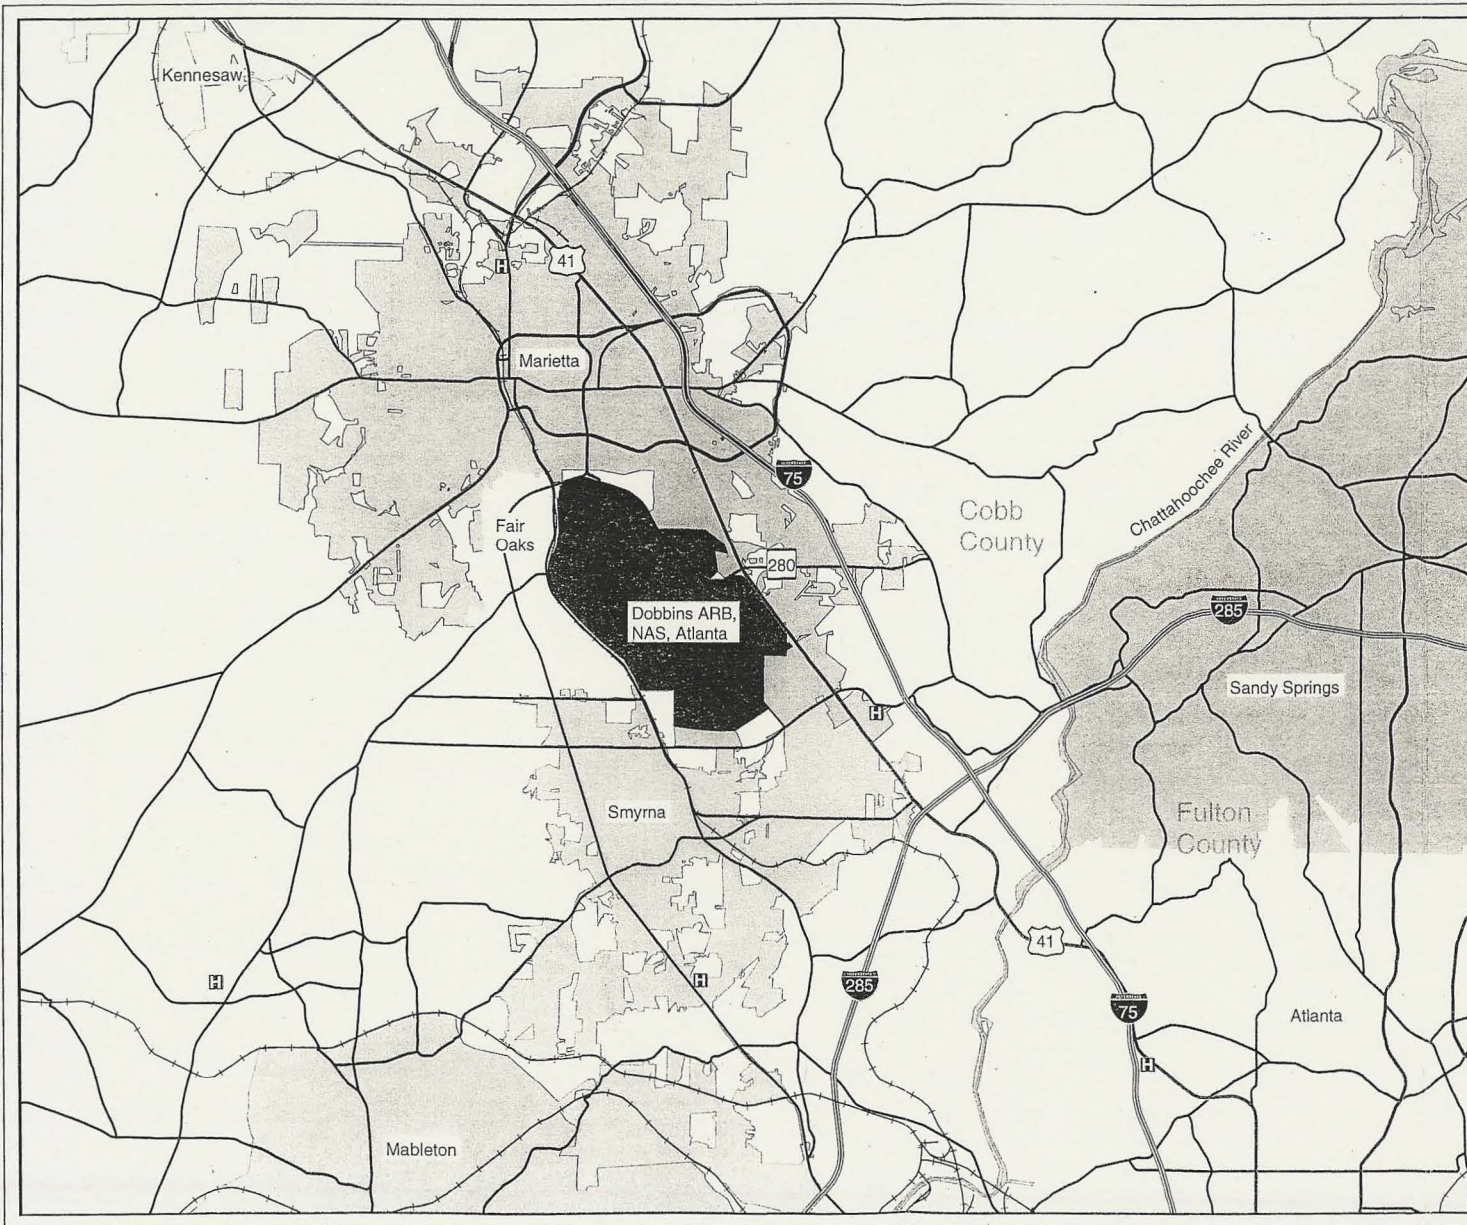 Kennesaw
H
41
Marietta
75
Fair
Oaks
Cobb
County
Chattahoochee River
280
Dobbins ARB,
NAS, Atlanta
285
Sandy Springs
H
Smyrna
Fulton
County
41
H
H
285
75
Atlanta
H
Mableton